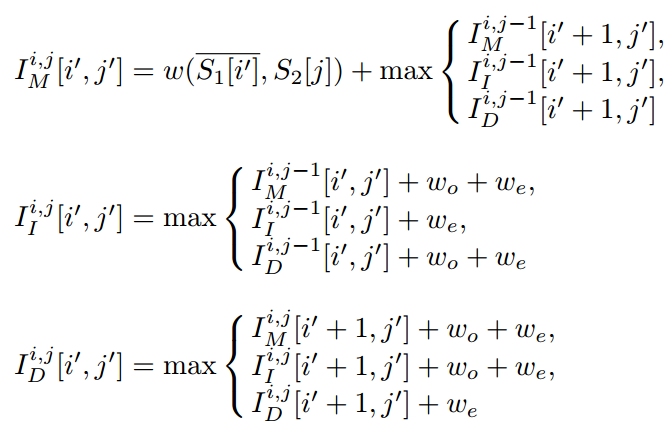 I_M^{i,j}[i′, j′] = w(\overline{S_1[i′]}, S_2[j]) + max { I_M^{i,j−1}[i′ + 1, j′],
I_I^{i,j−1}[i′ + 1, j′],
I_D^{i,j−1}[i′ + 1, j′]
I_I^{i,j}[i′, j′] = max { I_M^{i,j−1}[i′, j′] + w_o + w_e,
I_I^{i,j−1}[i′, j′] + w_e,
I_D^{i,j−1}[i′, j′] + w_o + w_e
I_D^{i,j}[i′, j′] = max { I_M^{i,j}[i′ + 1, j′] + w_o + w_e,
I_I^{i,j}[i′ + 1, j′] + w_o + w_e,
I_D^{i,j}[i′ + 1, j′] + w_e